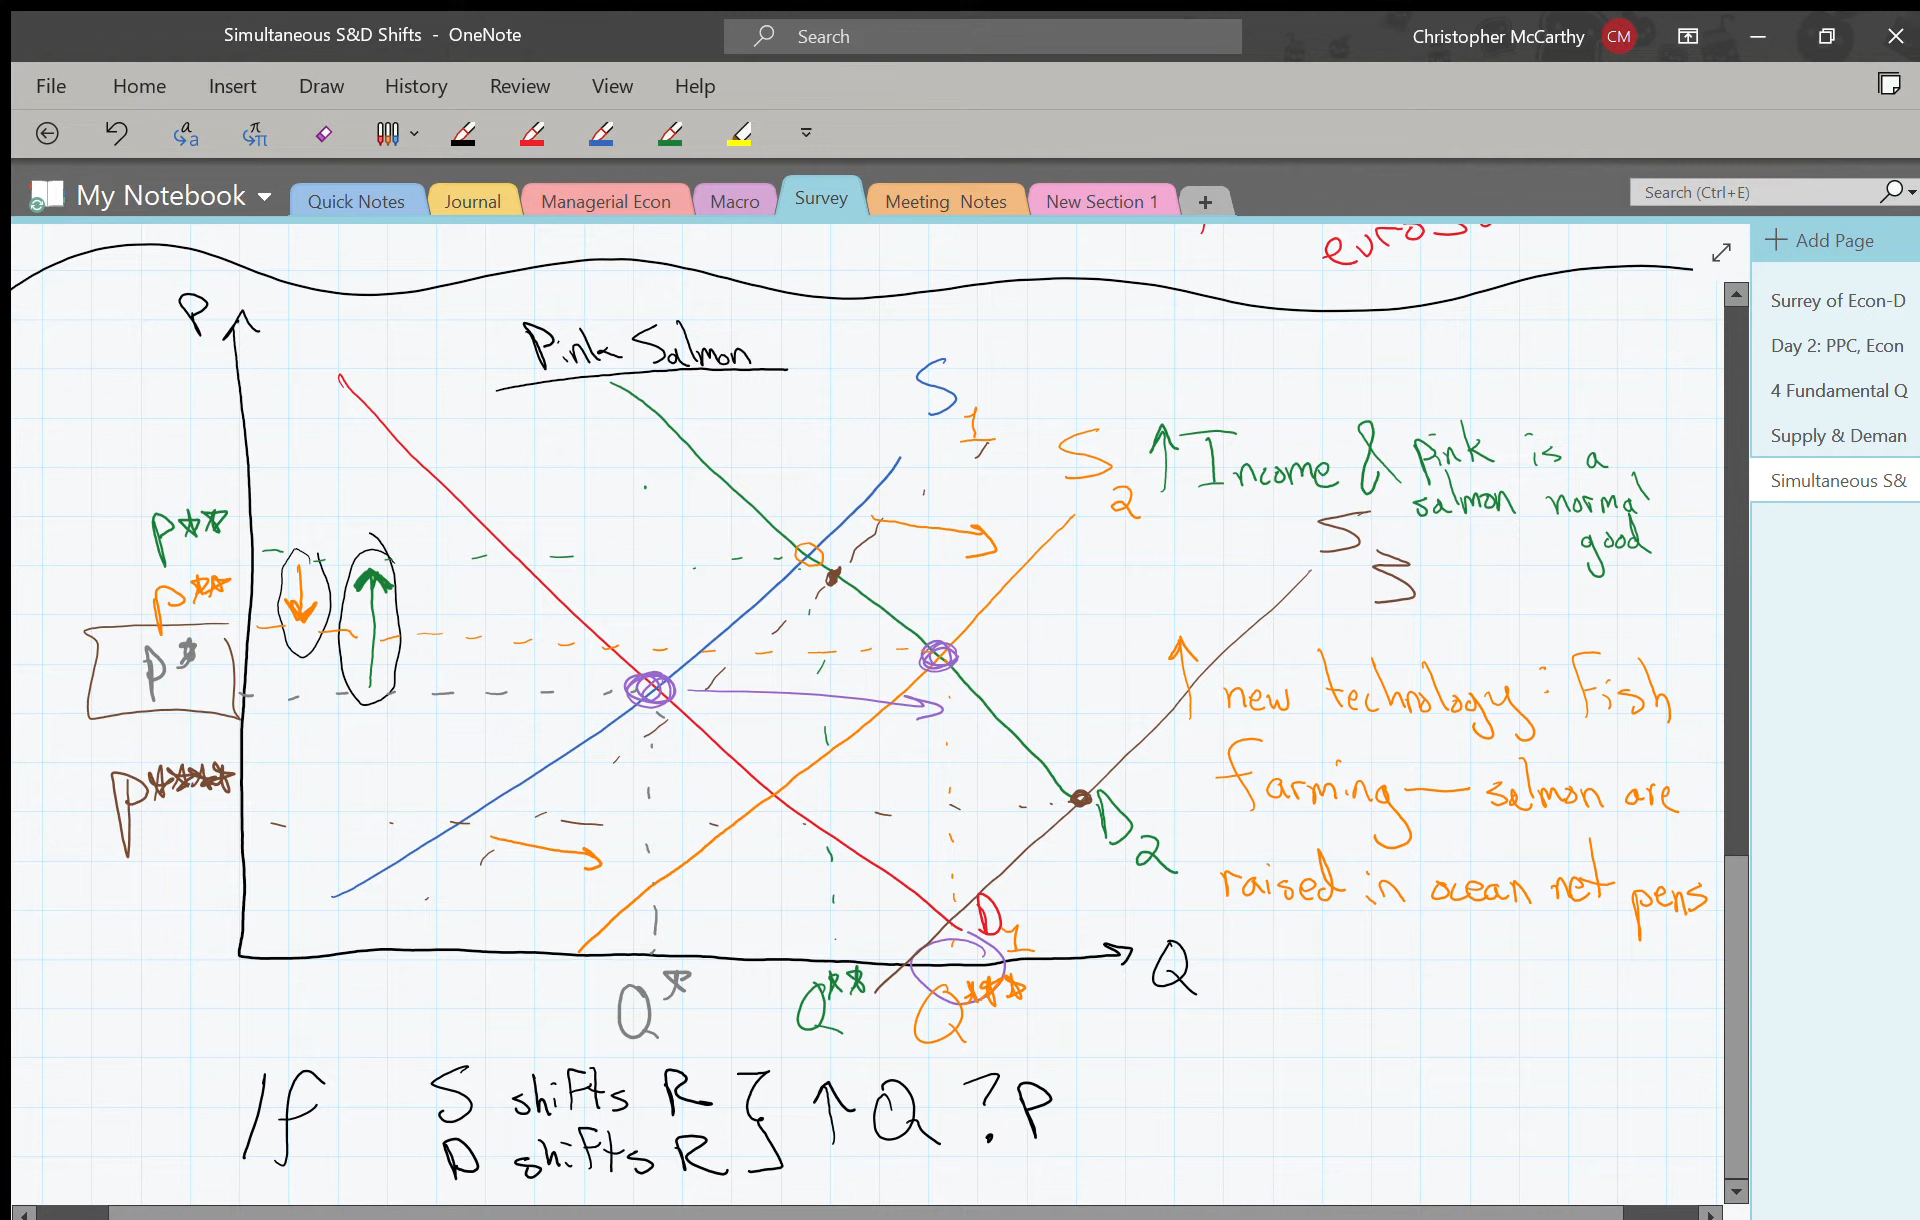 Simultaneous S&D Shifts - OneNote
Search
Christopher McCarthy CM
File Home Insert Draw History Review View Help
My Notebook
Quick Notes Journal Managerial Econ Macro Survey Meeting Notes New Section 1 +
Search (Ctrl+E)
Add Page
Surrey of Econ-D
Day 2: PPC, Econ
4 Fundamental Q
Supply & Deman
Simultaneous S&
P
Pink Salmon
S1
S2
↑ Income & pink is a
salmon normal
good
S3
P**
P**
P*
P****
↑ new technology: Fish
farming — salmon are
raised in ocean net pens
D2
D1
Q
Q*
Q**
Q***
If S shifts R } ↑ Q ? P
D shifts R